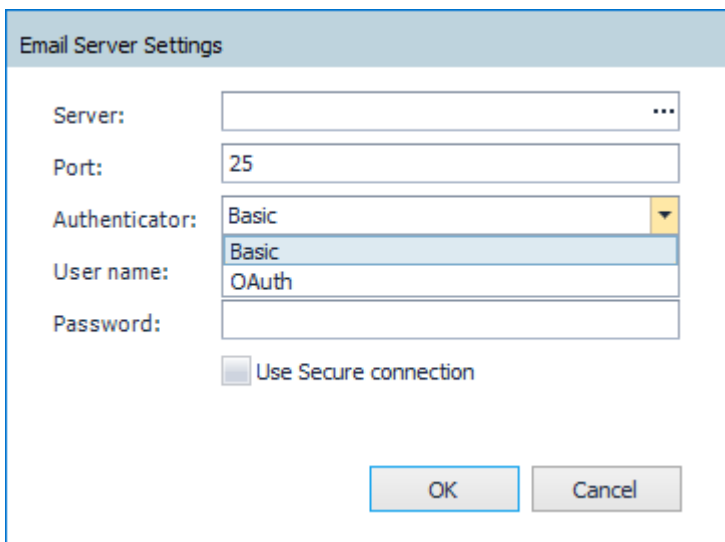 Email Server Settings
Server: ...
Port: 25
Authenticator: Basic
Basic
User name:
OAuth
Password:
Use Secure connection
OK Cancel